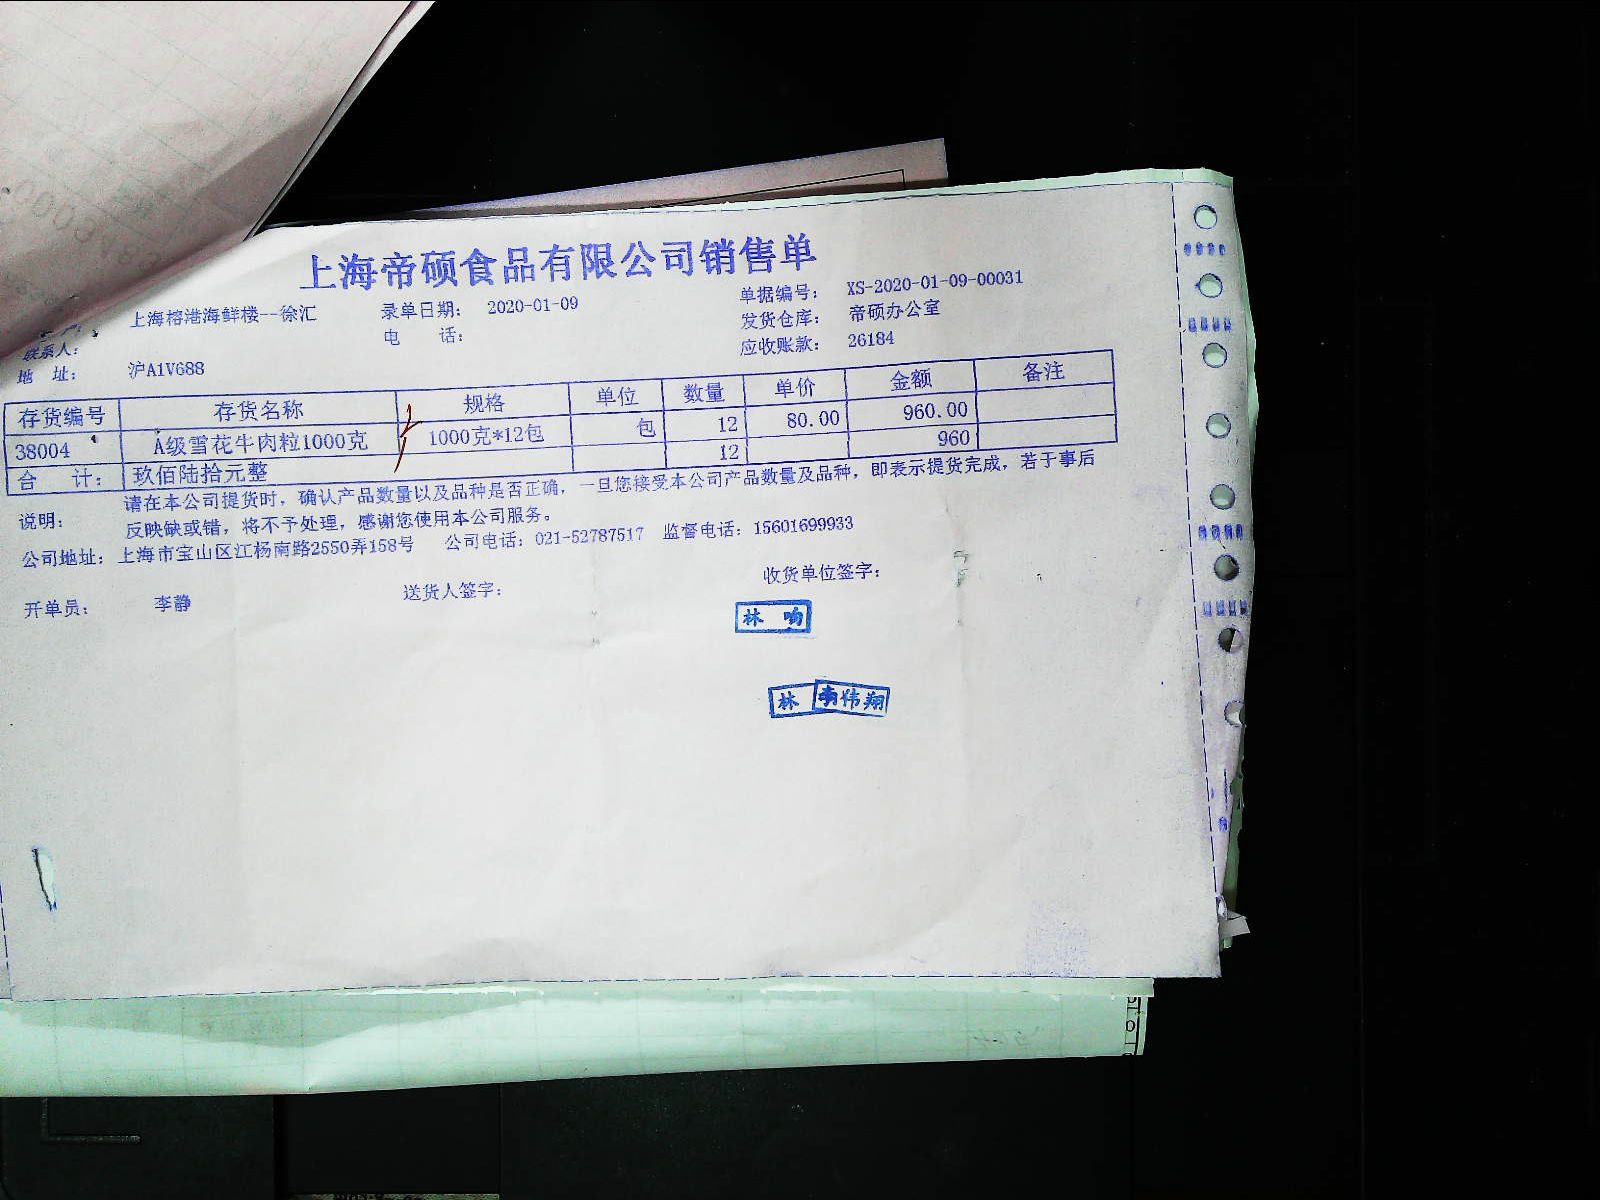 上海帝硕食品有限公司销售单
上海榕港海鲜楼--徐汇 录单日期: 2020-01-09 单据编号: XS-2020-01-09-00031
联系人: 电 话: 发货仓库: 帝硕办公室
地 址: 沪A1V688 应收账款: 26184
存货编号 存货名称 规格 单位 数量 单价 金额 备注
38004 A级雪花牛肉粒1000克 1000克*12包 包 12 80.00 960.00
合 计: 玖佰陆拾元整 12 960
说明: 请在本公司提货时，确认产品数量以及品种是否正确，一旦您接受本公司产品数量及品种，即表示提货完成，若于事后
反映缺或错，将不予处理，感谢您使用本公司服务。
公司地址: 上海市宝山区江杨南路2550弄158号 公司电话: 021-52787517 监督电话: 15601699933
开单员: 李静 送货人签字: 收货单位签字:
林
林 伟翔